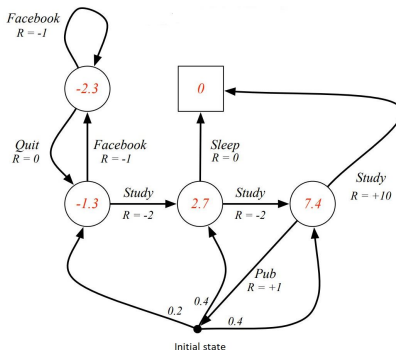 Facebook
R = -1
-2.3
0
Quit
R = 0
Facebook
R = -1
Sleep
R = 0
-1.3
Study
R = -2
2.7
Study
R = -2
7.4
Study
R = +10
Pub
R = +1
0.2
0.4
0.4
Initial state